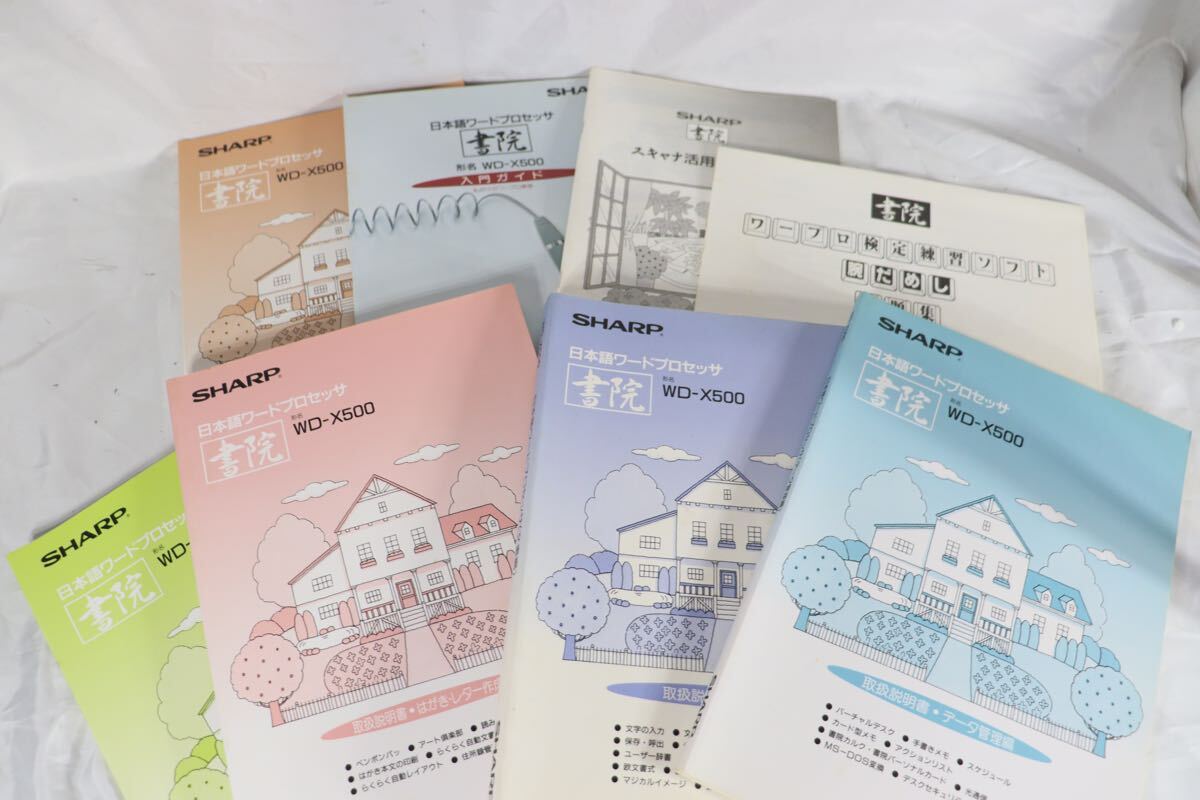 SHARP
日本語ワードプロセッサ
書院
形名 WD-X500
SHA
日本語ワードプロセッサ
書院
形名 WD-X500
入門ガイド
SHARP
書院
スキャナ活用
書院
ワープロ検定練習ソフト
腕だめし
題集
SHARP
日本語ワードプロセッサ
書院
WD-
SHARP
日本語ワードプロセッサ
書院
形名 WD-X500
取扱説明書・はがき・レター作成
ペンポンパッ
アート倶楽部
読み
はがき本文の印刷
らくらく自動文書
らくらく自動レイアウト
住所録管
SHARP
日本語ワードプロセッサ
書院
形名 WD-X500
取扱説
文字の入力
保存・呼出
ユーザー辞書
欧文書式
マジカルイメージ
SHARP
日本語ワードプロセッサ
書院
形名 WD-X500
取扱説明書・データ管理編
バーチャルデスク
手書きメモ
スケジュール
カード型メモ
アクションリスト
書院カルク・書院パーソナルカード
光通信
MS-DOS変換
デスクセキュリ